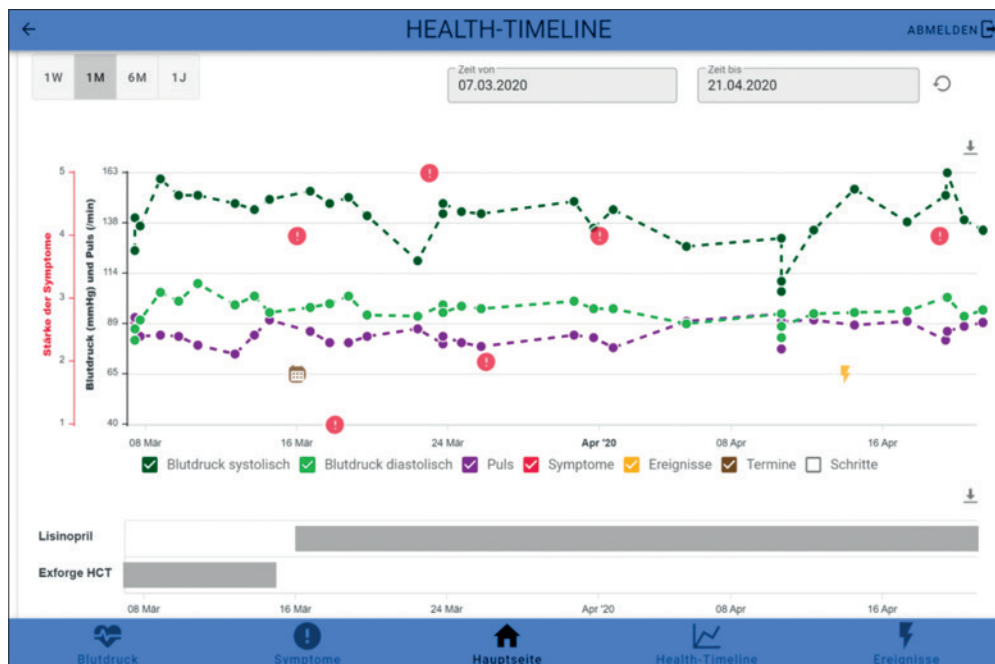 HEALTH-TIMELINE
ABMELDEN
1W 1M 6M 1J
Zeit von
07.03.2020
Zeit bis
21.04.2020
Stärke der Symptome
5
4
3
2
1
Blutdruck (mmHg) und Puls (/min)
163
138
114
89
65
40
08 Mär 16 Mär 24 Mär Apr '20 08 Apr 16 Apr
Blutdruck systolisch Blutdruck diastolisch Puls Symptome Ereignisse Termine Schritte
Lisinopril
Exforge HCT
08 Mär 16 Mär 24 Mär Apr '20 08 Apr 16 Apr
Blutdruck Symptome Hauptseite Health-Timeline Ereignisse